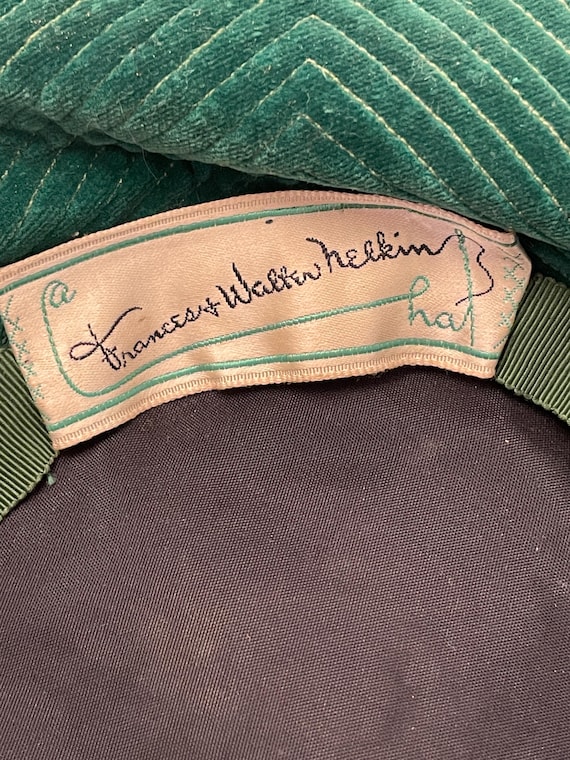 a
Frances & Walter Nelkin
hat